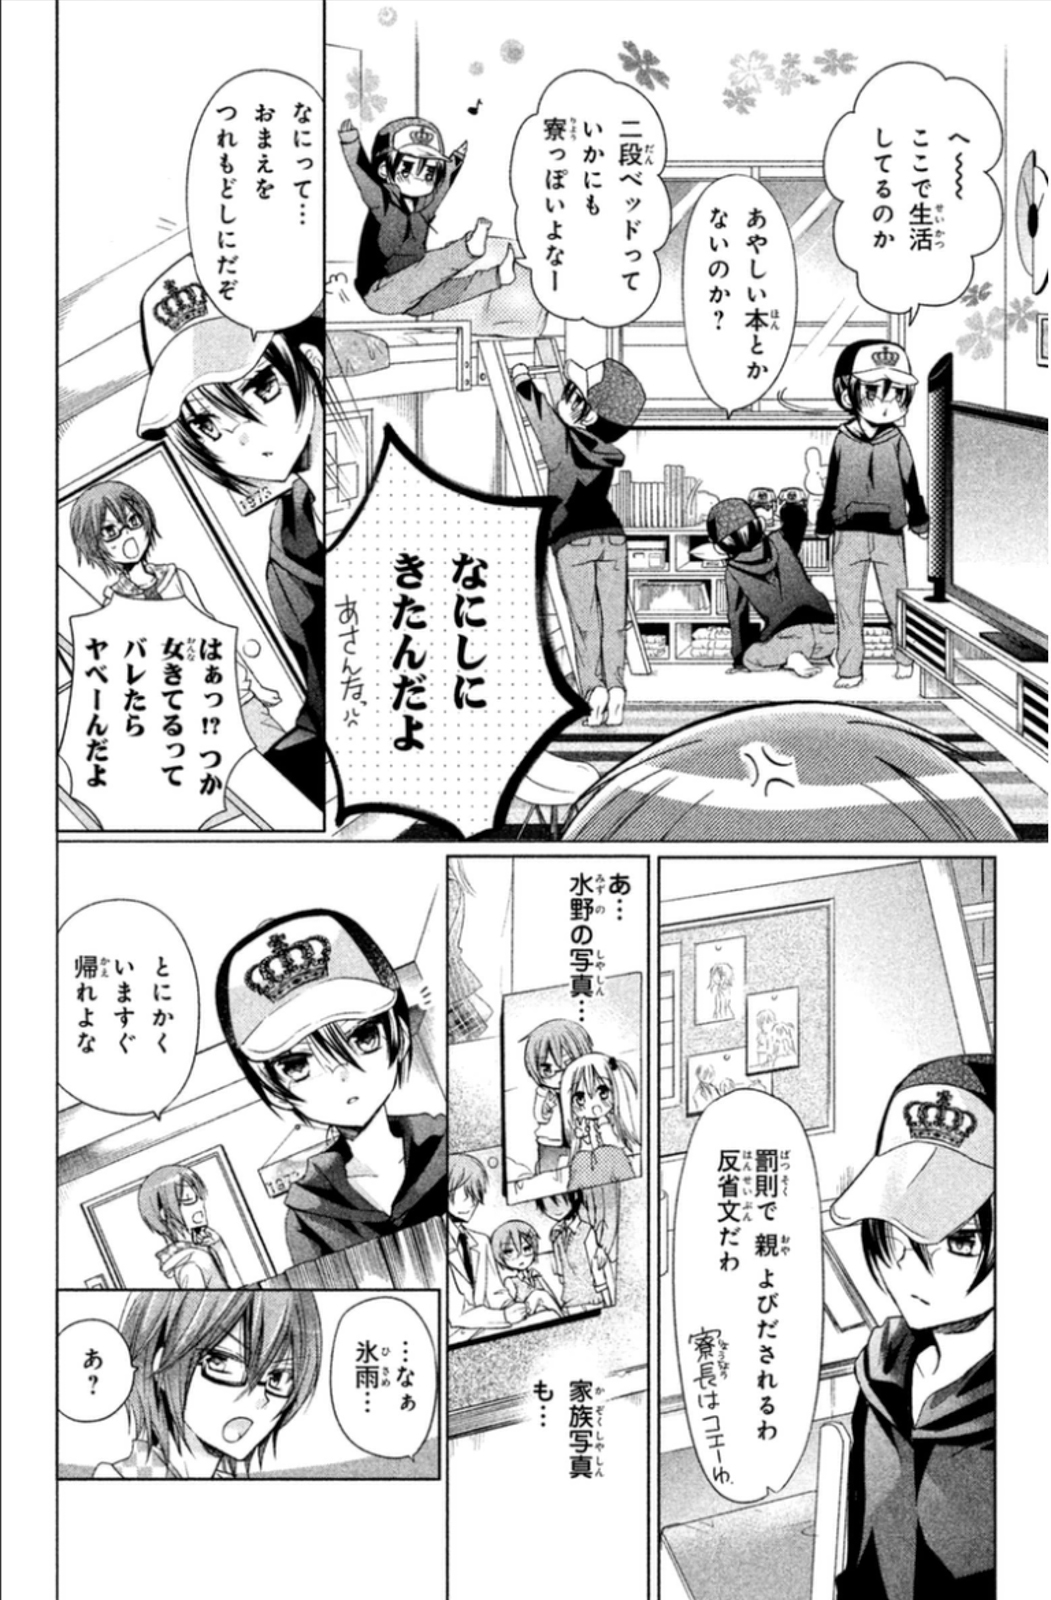 へ〜〜
ここで生活
してるのか
あやしい本とか
ないのか？
二段ベッドって
いかにも
寮っぽいよなー
なにしに
きたんだよ
あさんなっ
なにって…
おまえを
つれもどしにだぞ
1973
はぁっ!? つか
女きてるって
バレたら
ヤベーんだよ
罰則で 親 よびだされるわ
反省文だわ
寮長はコエーゆ
あ…
水野の写真…
家族写真
も…
とにかく
いますぐ
帰れよな
…なぁ
氷雨…
あ？